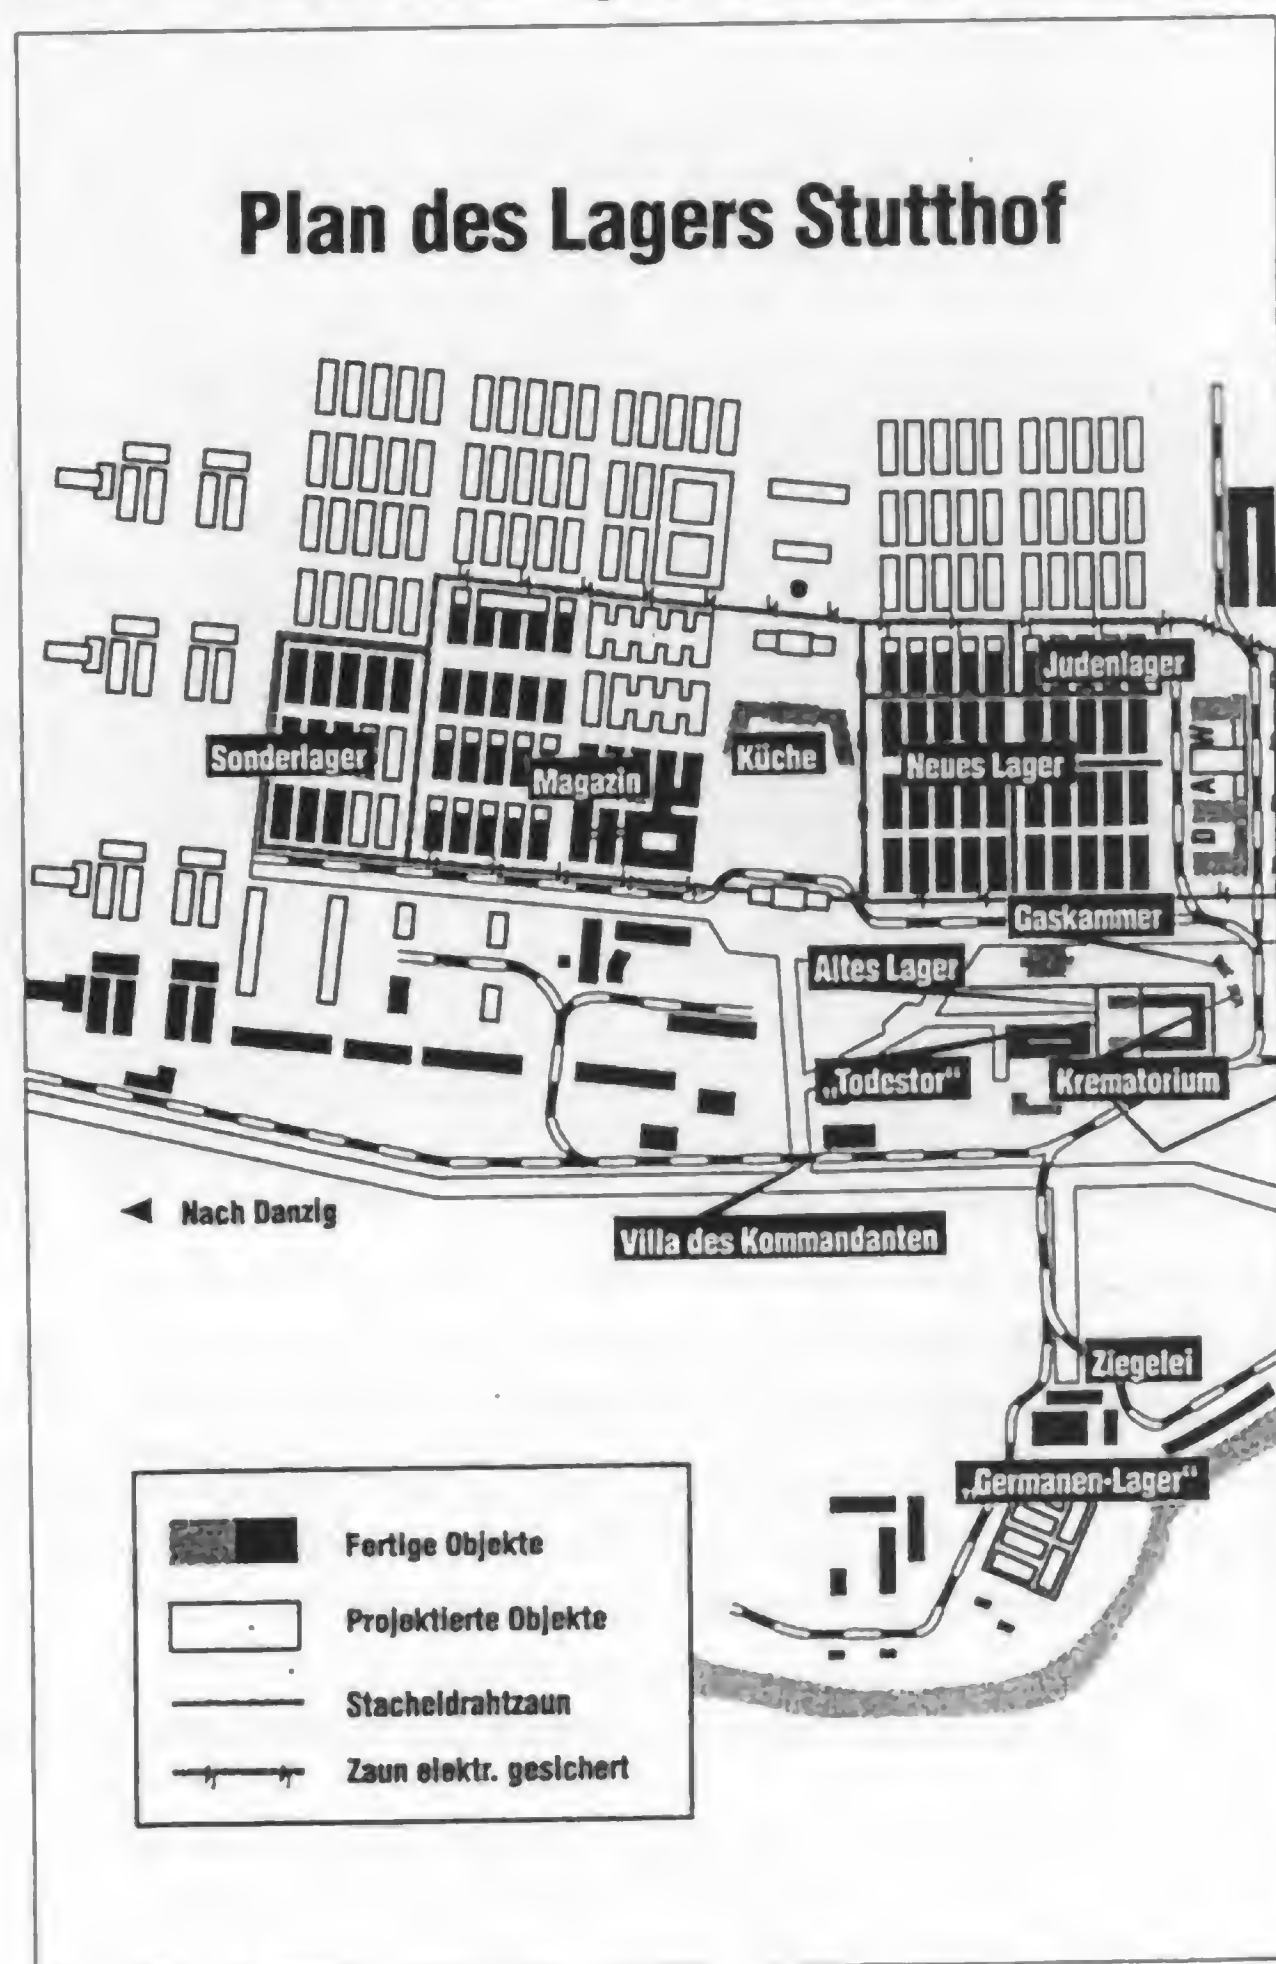 Plan des Lagers Stutthof
Judenlager
Sonderlager
Magazin
Küche
Neues Lager
D A W
Gaskammer
Altes Lager
„Todestor“
Krematorium
Nach Danzig
Villa des Kommandanten
Ziegelei
„Germanen-Lager“
Fertige Objekte
Projektierte Objekte
Stacheldrahtzaun
Zaun elektr. gesichert